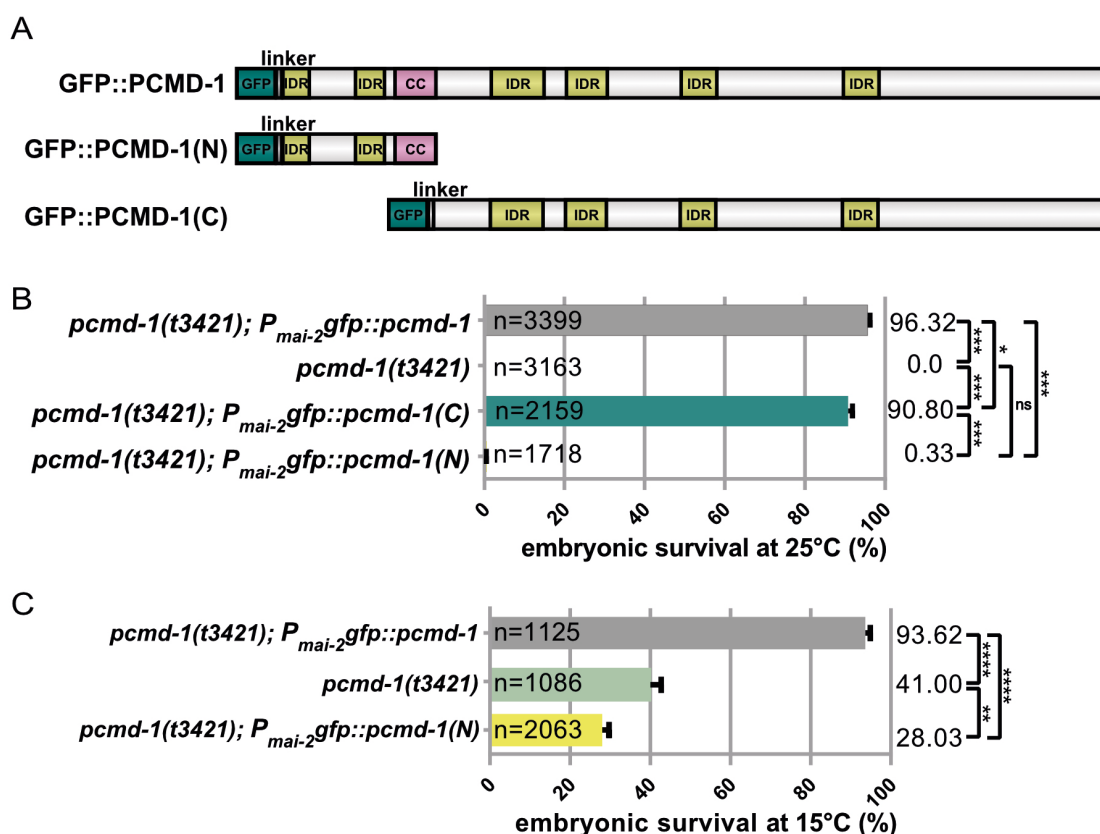 A
linker
GFP::PCMD-1
GFP IDR IDR CC IDR IDR IDR IDR
linker
GFP::PCMD-1(N)
GFP IDR IDR CC
linker
GFP::PCMD-1(C)
GFP IDR IDR IDR IDR
B
pcmd-1(t3421); Pmai-2gfp::pcmd-1 n=3399 96.32
pcmd-1(t3421) n=3163 0.0
pcmd-1(t3421); Pmai-2gfp::pcmd-1(C) n=2159 90.80
pcmd-1(t3421); Pmai-2gfp::pcmd-1(N) n=1718 0.33
*** *** *** * ns ***
0 20 40 60 80 100
embryonic survival at 25°C (%)
C
pcmd-1(t3421); Pmai-2gfp::pcmd-1 n=1125 93.62
pcmd-1(t3421) n=1086 41.00
pcmd-1(t3421); Pmai-2gfp::pcmd-1(N) n=2063 28.03
**** ** ****
0 20 40 60 80 100
embryonic survival at 15°C (%)